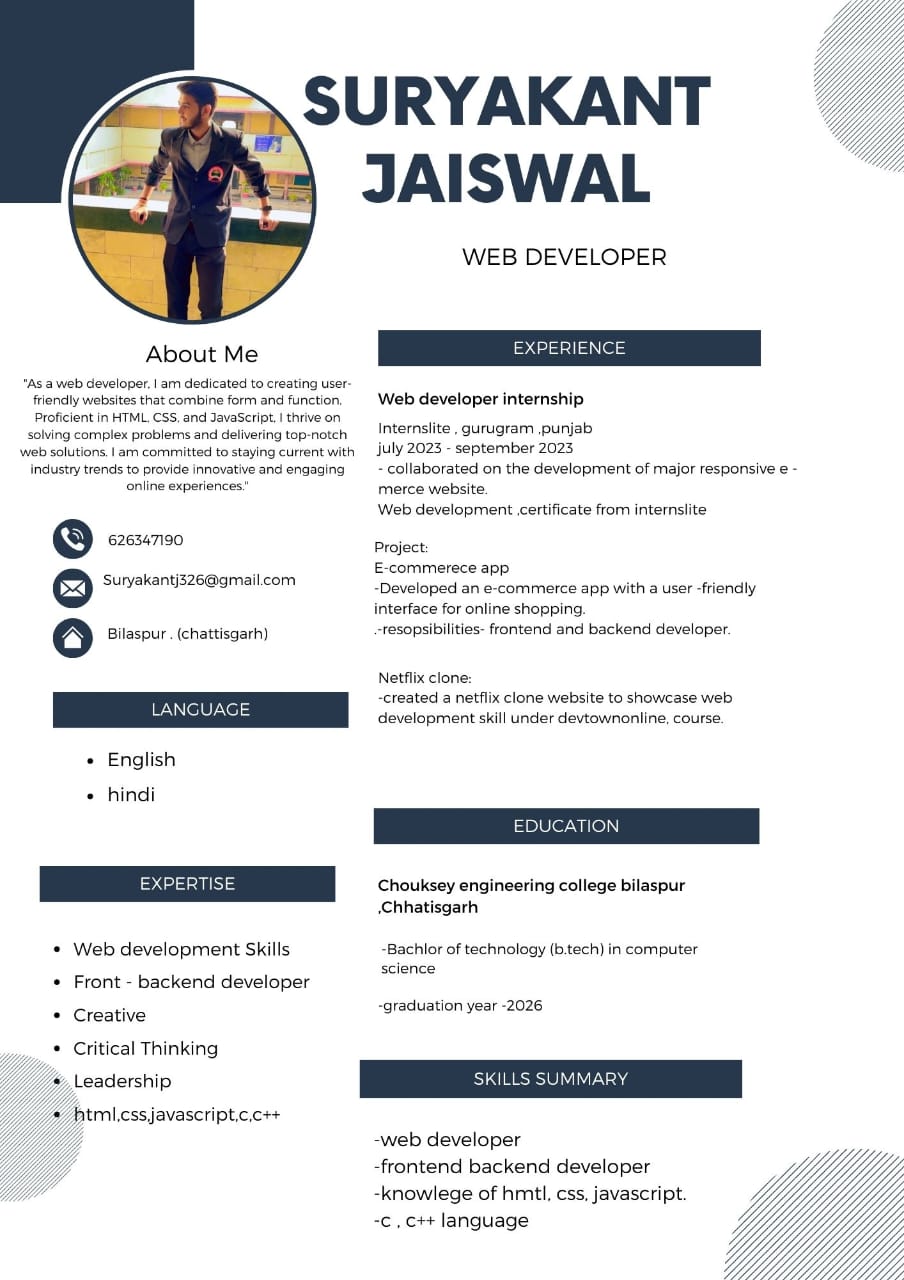 SURYAKANT
JAISWAL
WEB DEVELOPER
About Me
"As a web developer, I am dedicated to creating user-
friendly websites that combine form and function.
Proficient in HTML, CSS, and JavaScript, I thrive on
solving complex problems and delivering top-notch
web solutions. I am committed to staying current with
industry trends to provide innovative and engaging
online experiences."
626347190
Suryakantj326@gmail.com
Bilaspur . (chattisgarh)
LANGUAGE
• English
• hindi
EXPERTISE
• Web development Skills
• Front - backend developer
• Creative
• Critical Thinking
• Leadership
• html,css,javascript,c,c++
EXPERIENCE
Web developer internship
Internslite , gurugram ,punjab
july 2023 - september 2023
- collaborated on the development of major responsive e -
merce website.
Web development ,certificate from internslite
Project:
E-commerece app
-Developed an e-commerce app with a user -friendly
interface for online shopping.
.-resopsibilities- frontend and backend developer.
Netflix clone:
-created a netflix clone website to showcase web
development skill under devtownonline, course.
EDUCATION
Chouksey engineering college bilaspur
,Chhatisgarh
-Bachlor of technology (b.tech) in computer
science
-graduation year -2026
SKILLS SUMMARY
-web developer
-frontend backend developer
-knowlege of hmtl, css, javascript.
-c , c++ language